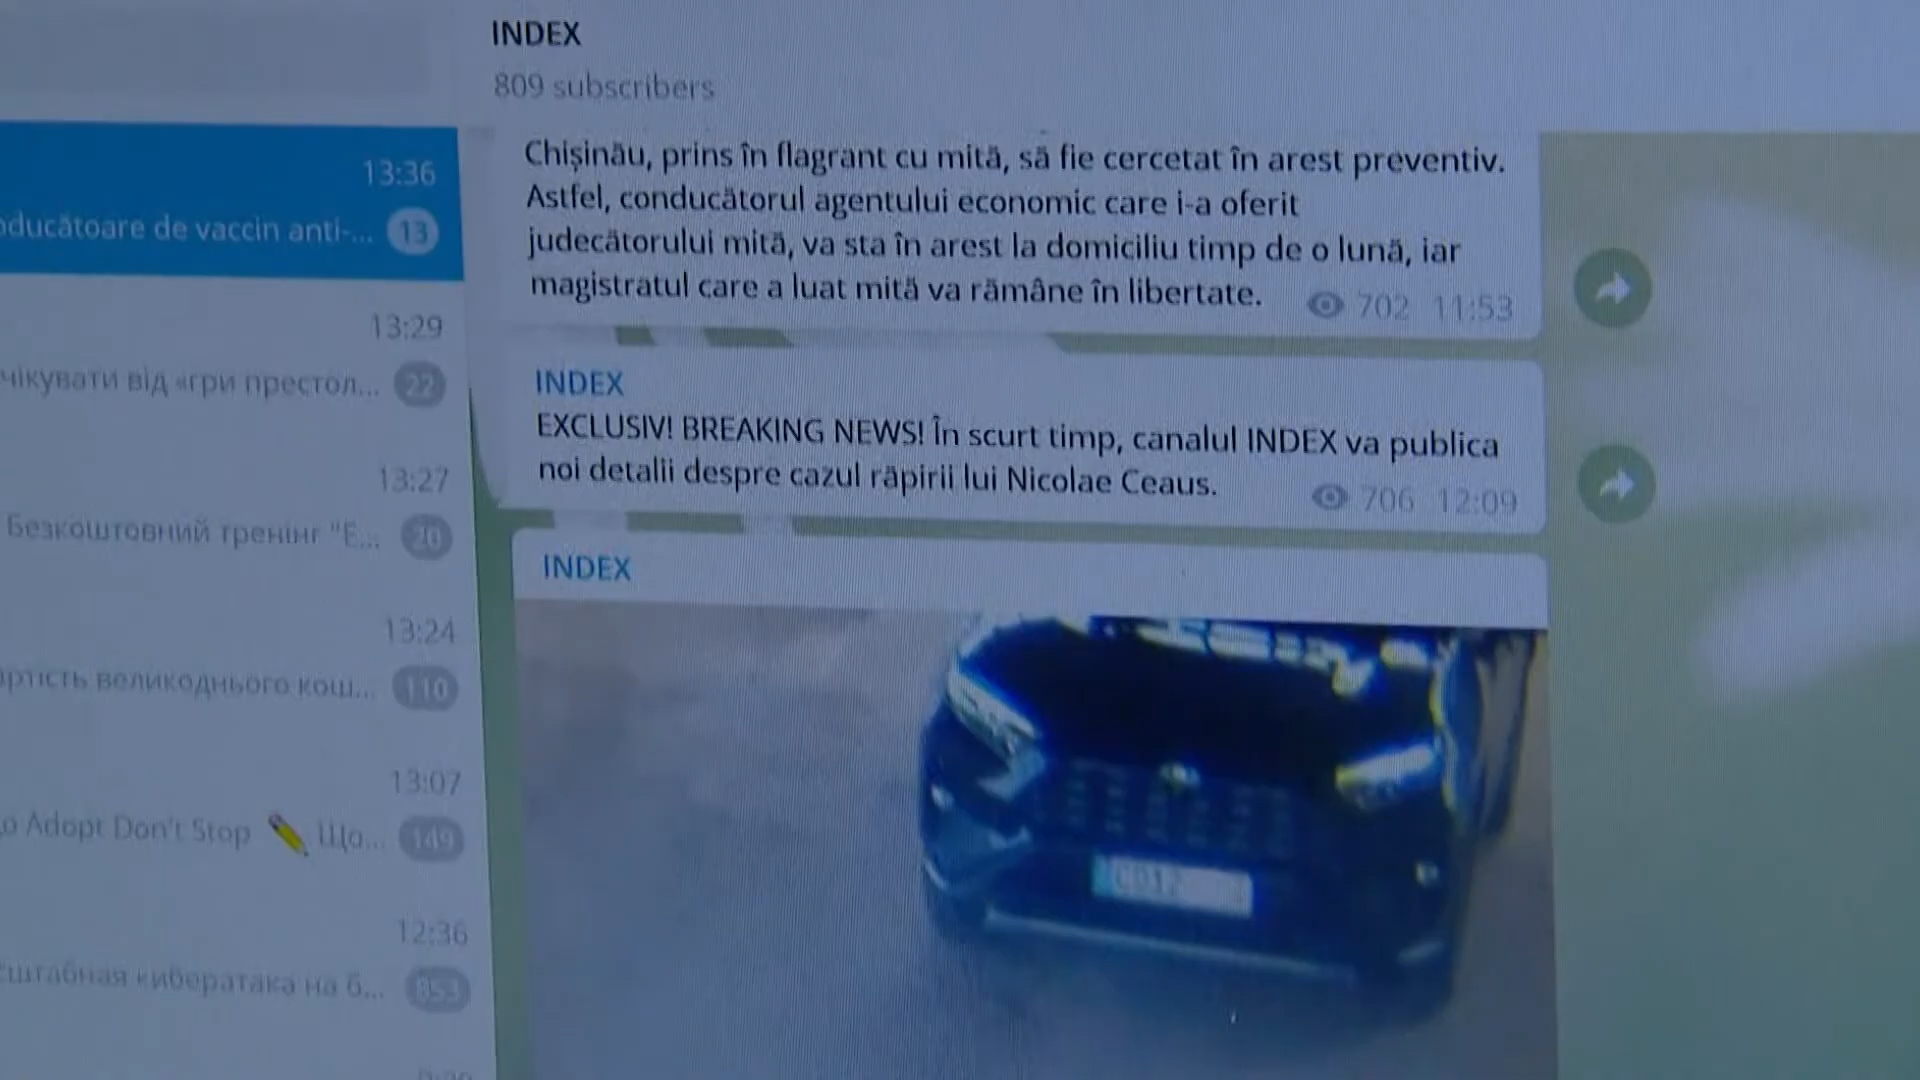 INDEX
809 subscribers
Chișinău, prins în flagrant cu mită, să fie cercetat în arest preventiv.
Astfel, conducătorul agentului economic care i-a oferit
judecătorului mită, va sta în arest la domiciliu timp de o lună, iar
magistratul care a luat mită va rămâne în libertate.
702 11:53
INDEX
EXCLUSIV! BREAKING NEWS! În scurt timp, canalul INDEX va publica
noi detalii despre cazul răpirii lui Nicolae Ceaus.
706 12:09
INDEX
13:36
de vaccin anti-...
13
13:29
від «гри престол...
22
13:27
Безкоштовний тренінг "Е...
20
13:24
великоднього кош...
110
13:07
Adopt Don't Stop ✏️ Що...
149
12:36
кибератака на б...
853